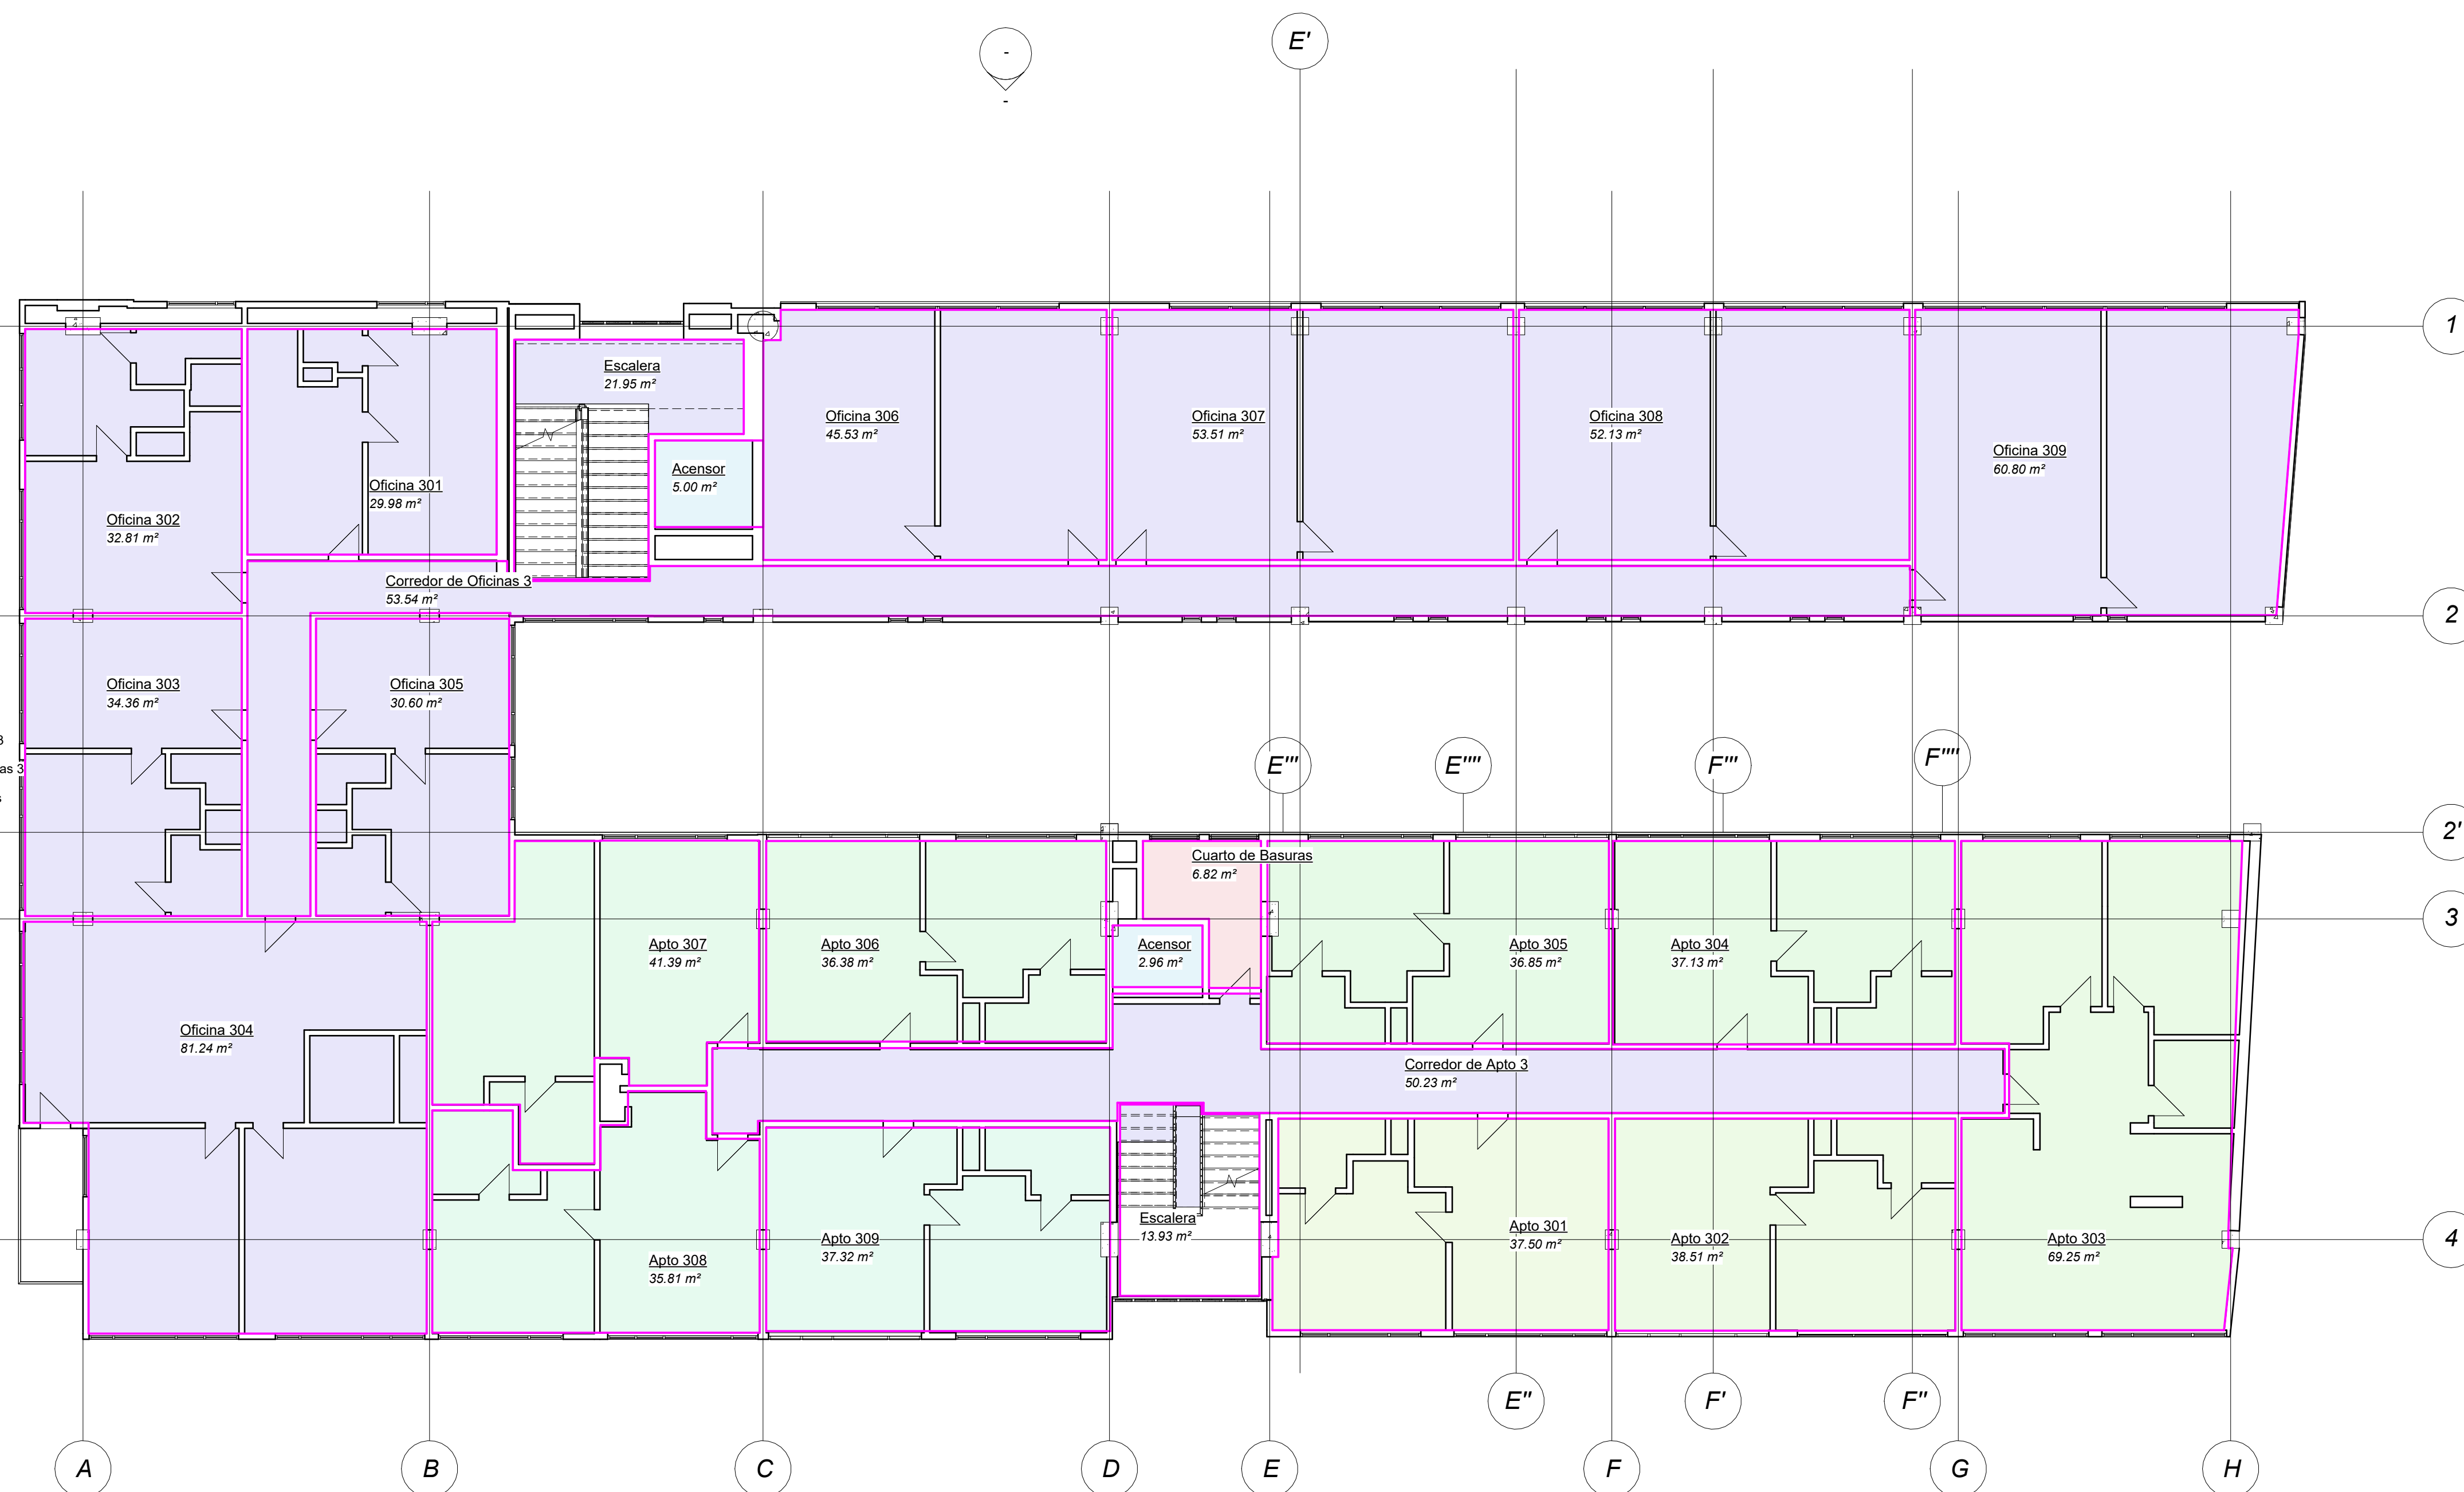 -
E'
-
1
Escalera
21.95 m²
Oficina 306
45.53 m²
Oficina 307
53.51 m²
Oficina 308
52.13 m²
Oficina 309
60.80 m²
Acensor
5.00 m²
Oficina 301
29.98 m²
Oficina 302
32.81 m²
Corredor de Oficinas 3
53.54 m²
2
Oficina 303
34.36 m²
Oficina 305
30.60 m²
3
as 3
s
E'''
E''''
F'''
F''''
2'
Cuarto de Basuras
6.82 m²
3
Apto 307
41.39 m²
Apto 306
36.38 m²
Acensor
2.96 m²
Apto 305
36.85 m²
Apto 304
37.13 m²
Oficina 304
81.24 m²
Corredor de Apto 3
50.23 m²
Escalera
13.93 m²
Apto 301
37.50 m²
Apto 302
38.51 m²
Apto 303
69.25 m²
4
Apto 309
37.32 m²
Apto 308
35.81 m²
E''
F'
F''
A
B
C
D
E
F
G
H